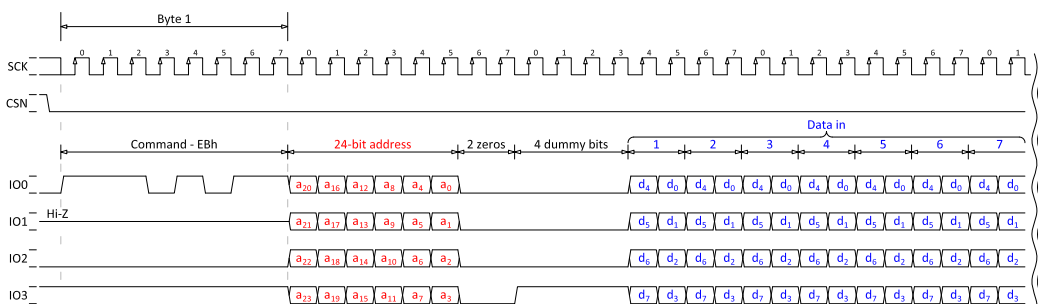 Byte 1
0 1 2 3 4 5 6 7 0 1 2 3 4 5 0 1 2 3 4 5 6 7 0 1 2 3 4 5 6 7 0 1
SCK
CSN
Data in
Command - EBh 24-bit address 2 zeros 4 dummy bits 1 2 3 4 5 6 7
IO0 a20 a16 a12 a8 a4 a0 d4 d0 d4 d0 d4 d0 d4 d0 d4 d0 d4 d0 d4 d0
Hi-Z
IO1 a21 a17 a13 a9 a5 a1 d5 d1 d5 d1 d5 d1 d5 d1 d5 d1 d5 d1 d5 d1
IO2 a22 a18 a14 a10 a6 a2 d6 d2 d6 d2 d6 d2 d6 d2 d6 d2 d6 d2 d6 d2
IO3 a23 a19 a15 a11 a7 a3 d7 d3 d7 d3 d7 d3 d7 d3 d7 d3 d7 d3 d7 d3